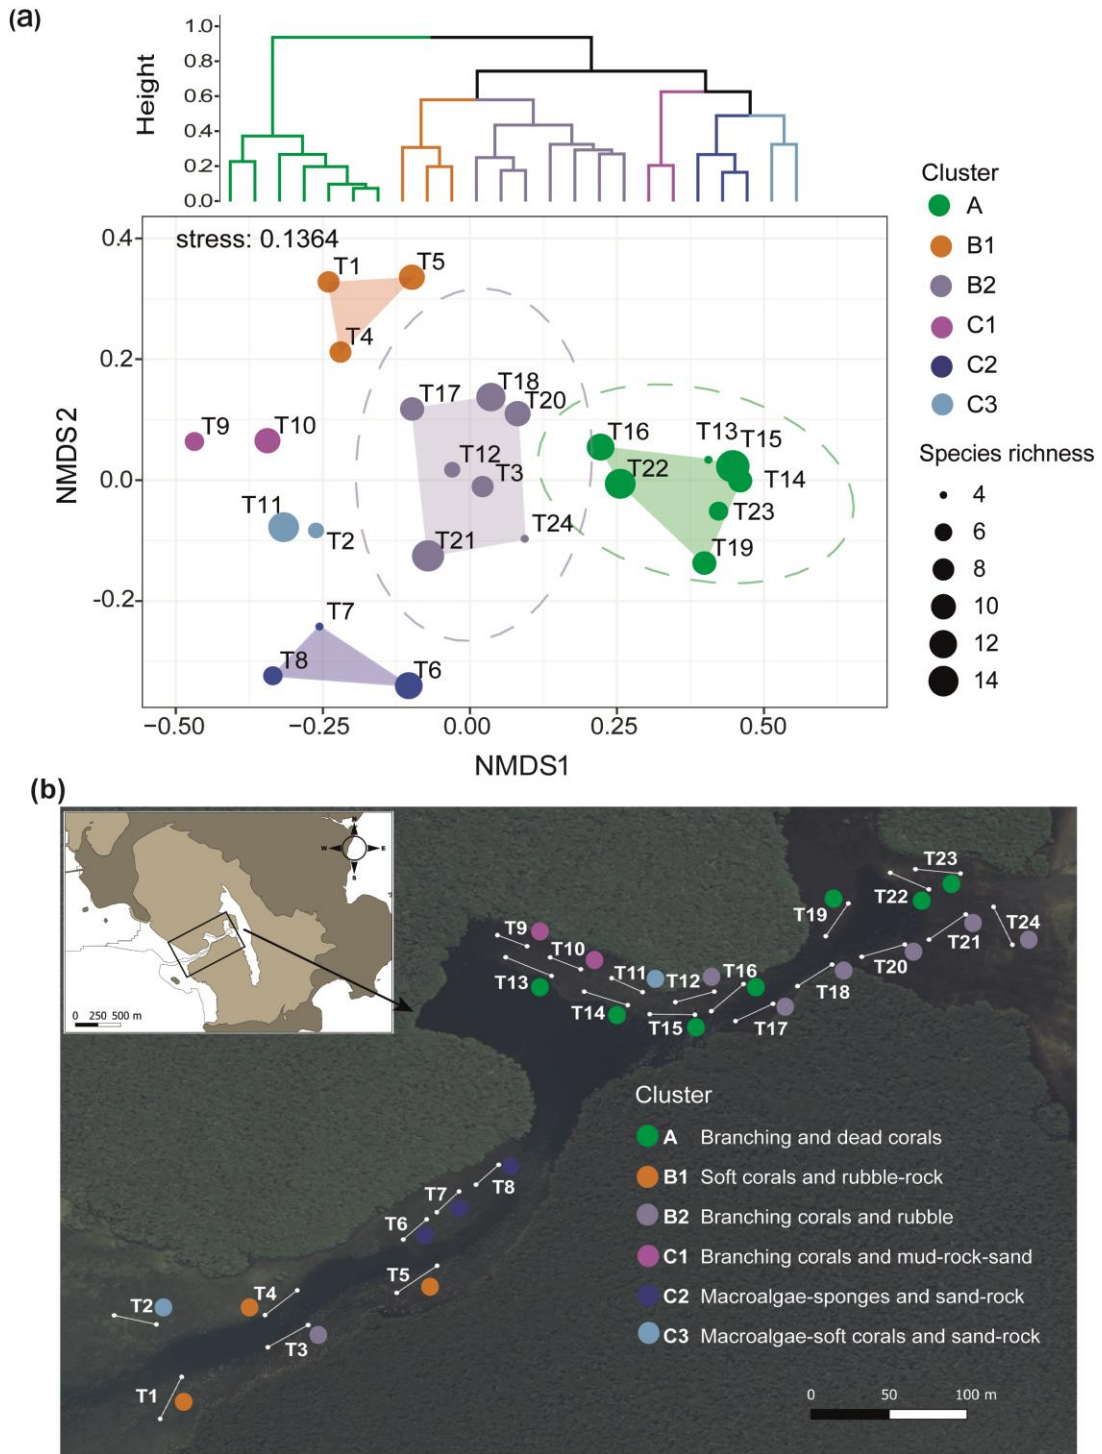 (a)
Height
1.0
0.8
0.6
0.4
0.2
0.0
stress: 0.1364
NMDS2
0.4
0.2
0.0
-0.2
T1
T5
T4
T17
T18
T20
T9
T10
T12
T3
T16
T13
T15
T22
T14
T11
T2
T21
T24
T23
T19
T7
T8
T6
−0.50
−0.25
0.00
0.25
0.50
NMDS1
Cluster
A
B1
B2
C1
C2
C3
Species richness
4
6
8
10
12
14
(b)
N
W
E
S
0 250 500 m
T23
T22
T19
T24
T9
T10
T21
T11
T12
T16
T20
T13
T18
T14
T15
T17
T8
T7
T6
T5
T2
T4
T3
T1
Cluster
A Branching and dead corals
B1 Soft corals and rubble-rock
B2 Branching corals and rubble
C1 Branching corals and mud-rock-sand
C2 Macroalgae-sponges and sand-rock
C3 Macroalgae-soft corals and sand-rock
0 50 100 m